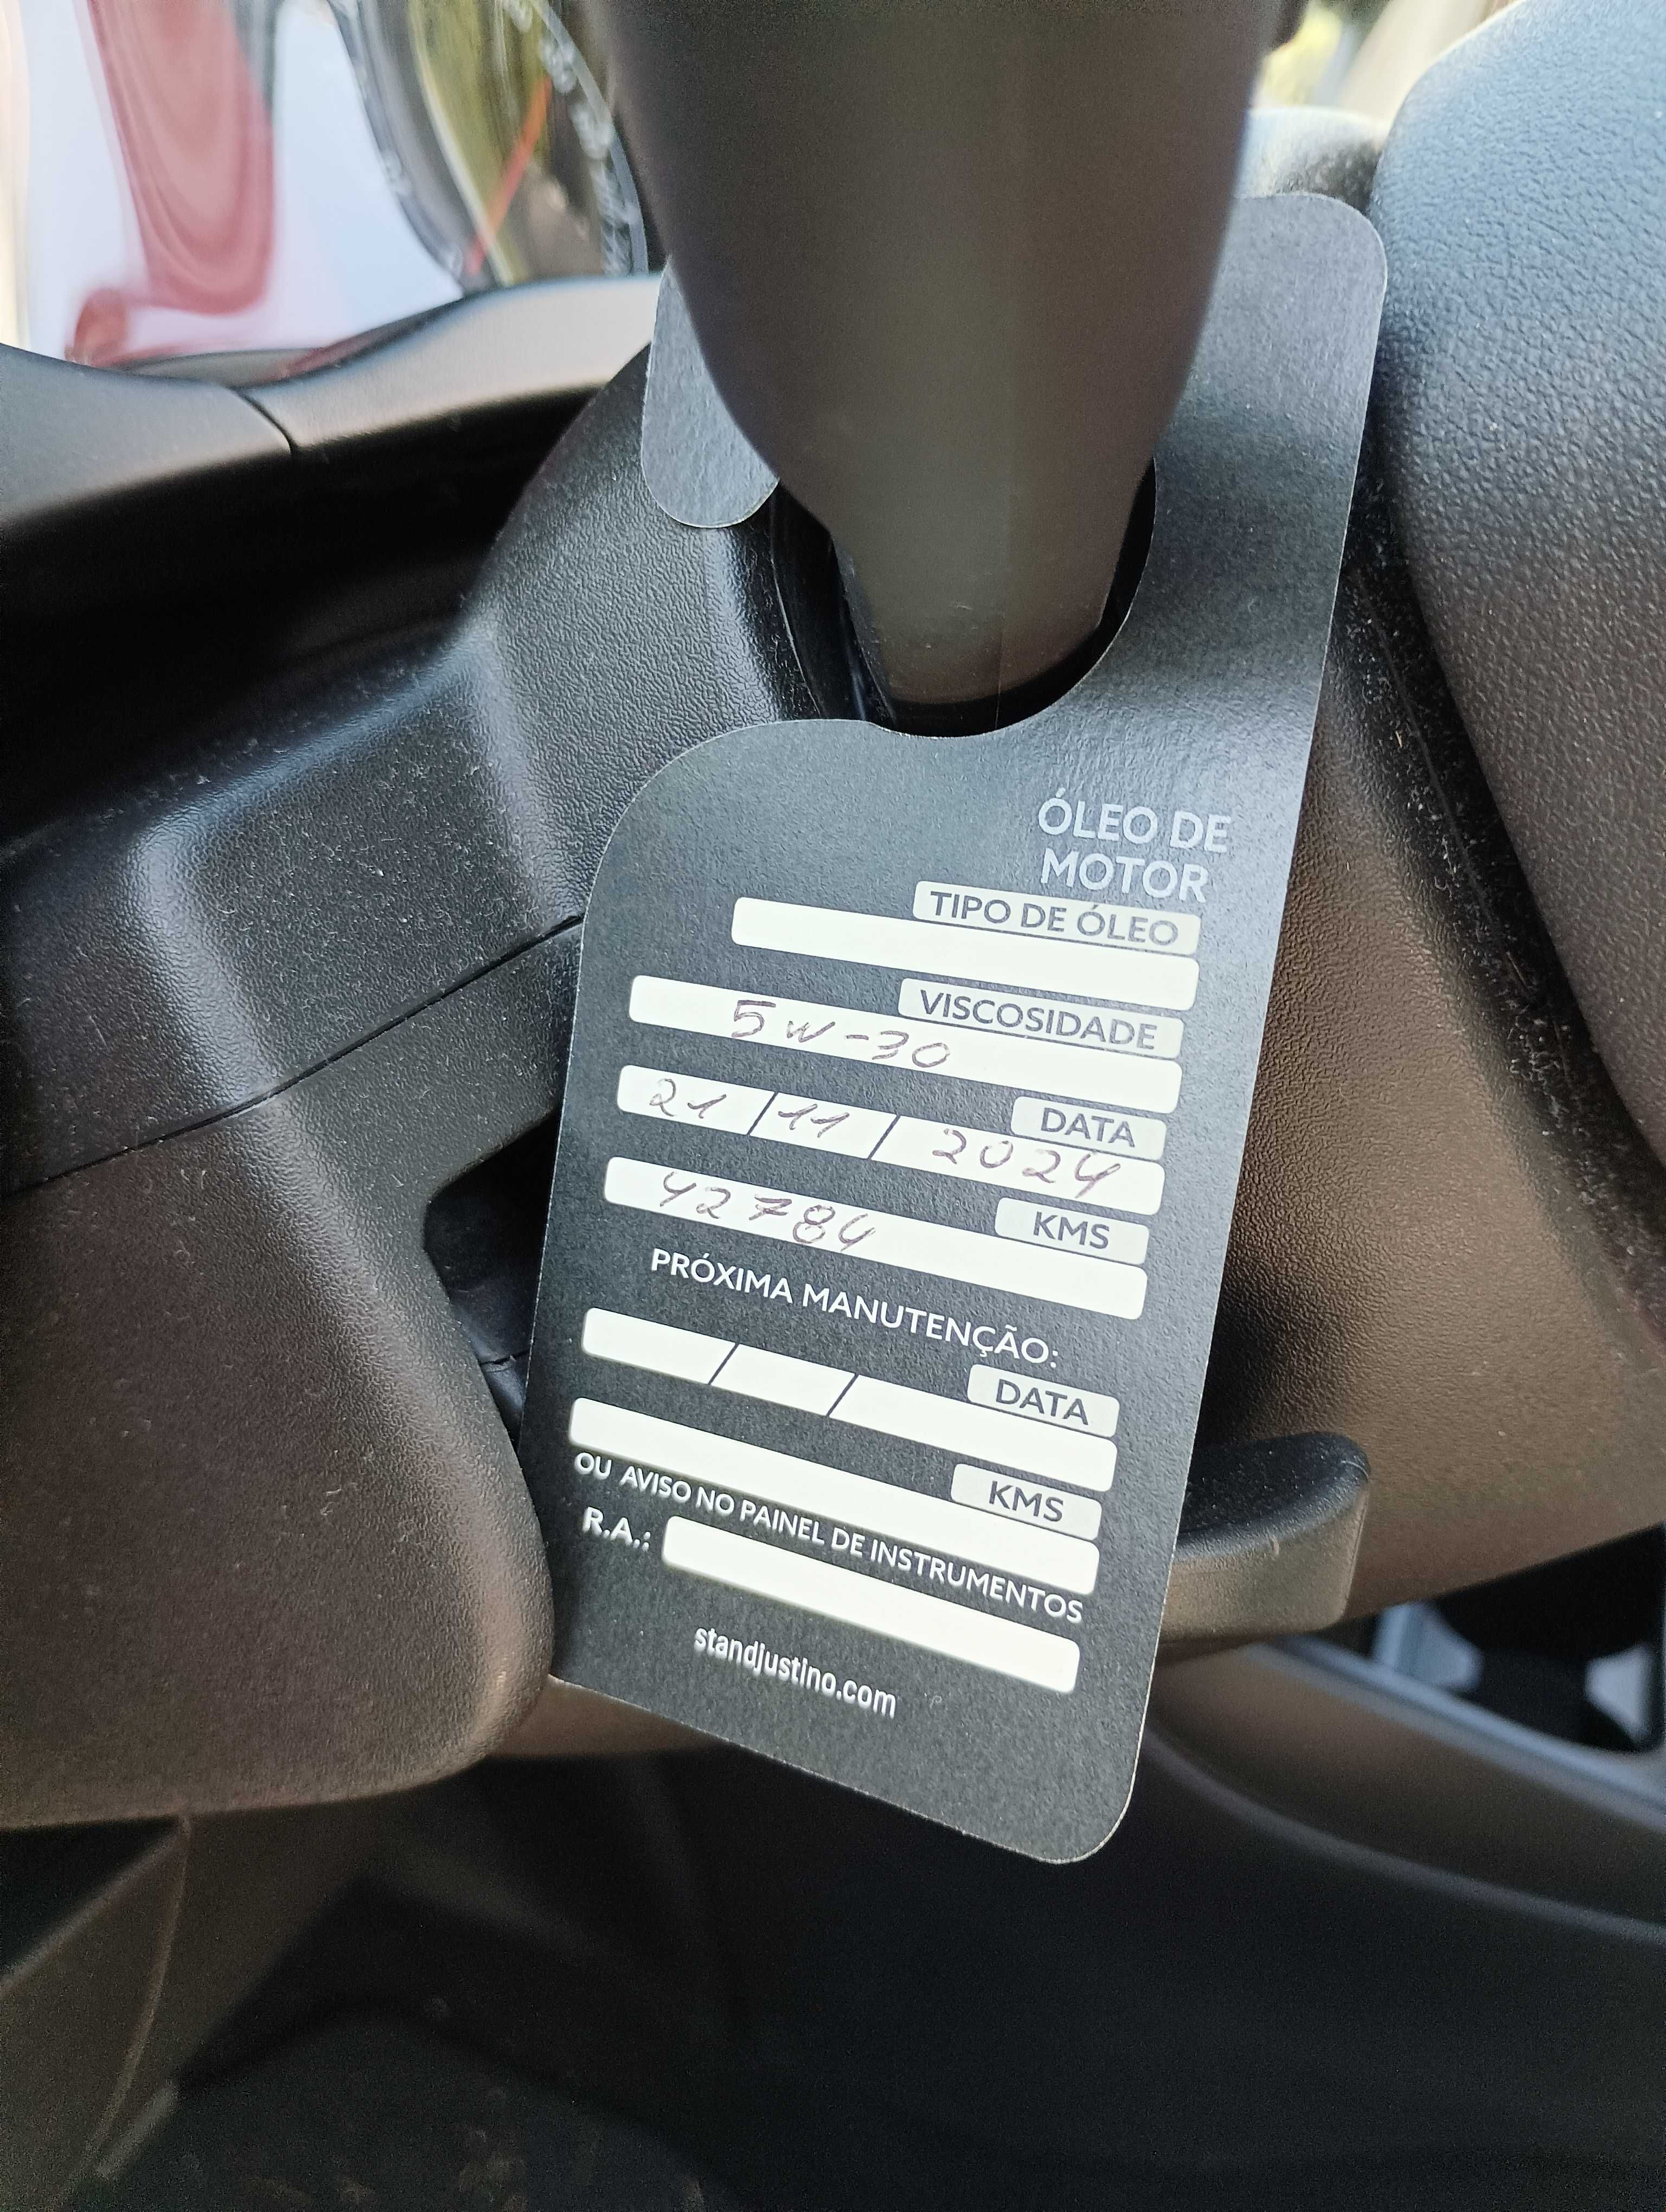 ÓLEO DE
MOTOR
TIPO DE ÓLEO
VISCOSIDADE
5W-30
DATA
21/11/2024
KMS
42784
PRÓXIMA MANUTENÇÃO:
DATA
/ /
KMS
OU AVISO NO PAINEL DE INSTRUMENTOS
R.A.:
standjustino.com